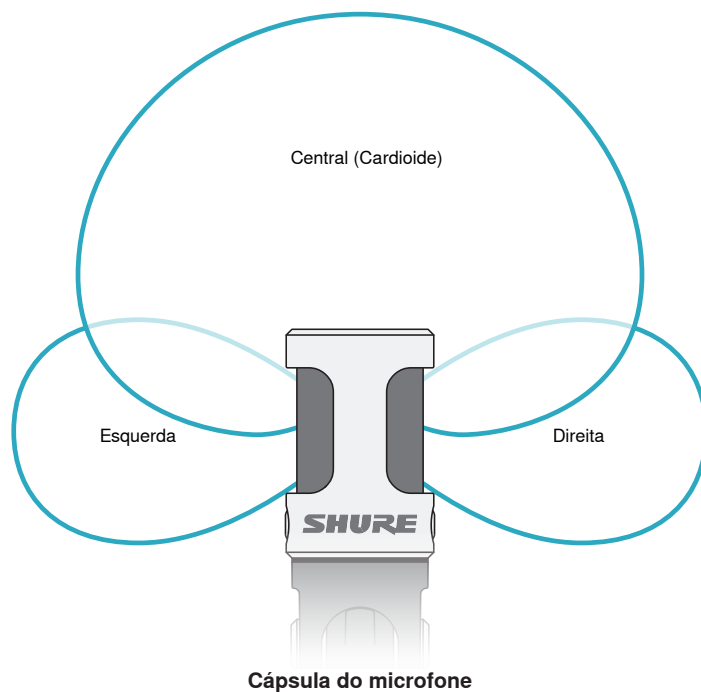 Central (Cardioide)
Esquerda
Direita
SHURE
Cápsula do microfone